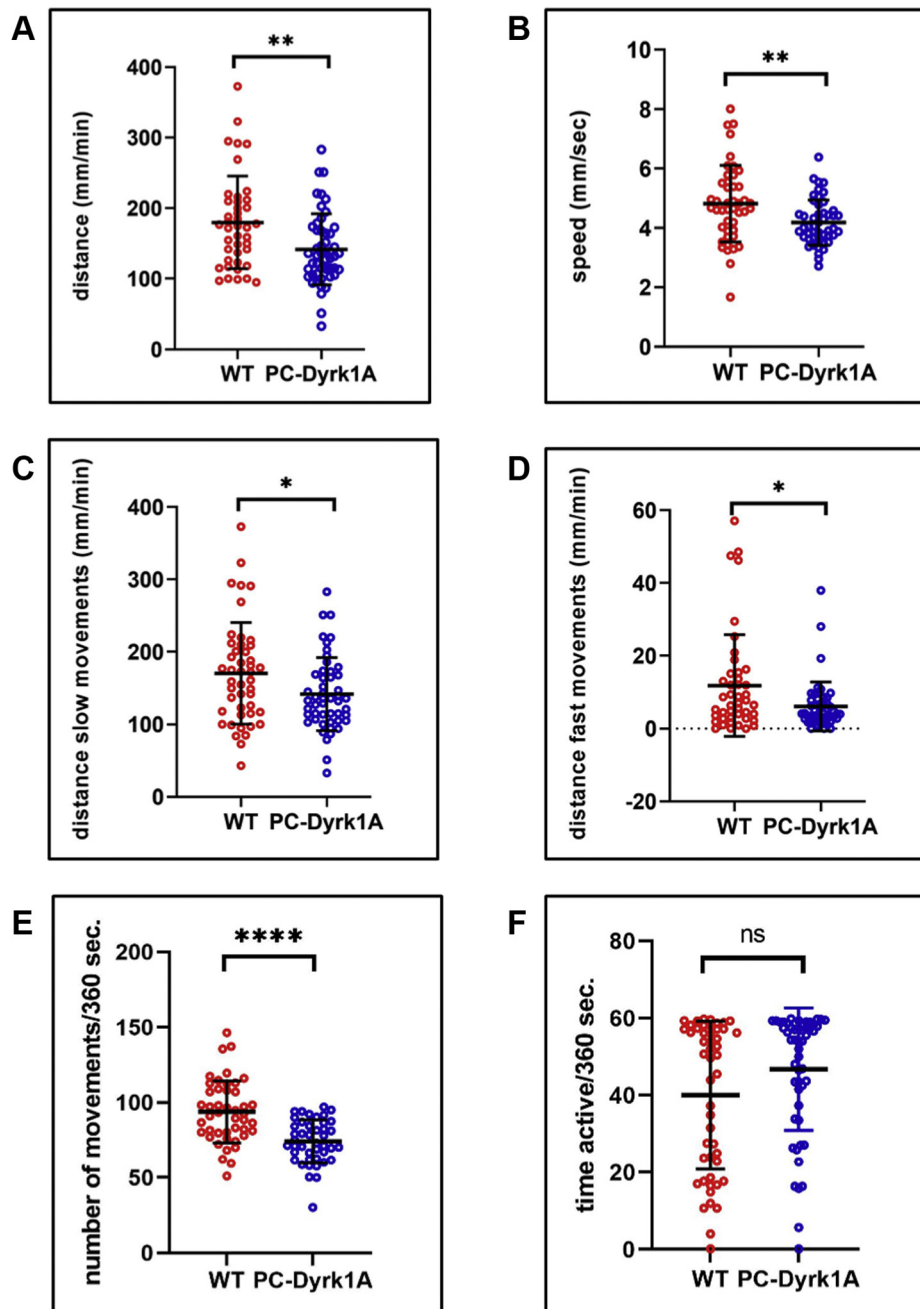 A
**
distance (mm/min)
400
300
200
100
0
WT PC-Dyrk1A
B
**
speed (mm/sec)
10
8
6
4
2
0
WT PC-Dyrk1A
C
*
distance slow movements (mm/min)
400
300
200
100
0
WT PC-Dyrk1A
D
*
distance fast movements (mm/min)
60
40
20
0
-20
WT PC-Dyrk1A
E
****
number of movements/360 sec.
200
150
100
50
0
WT PC-Dyrk1A
F
ns
time active/360 sec.
80
60
40
20
0
WT PC-Dyrk1A